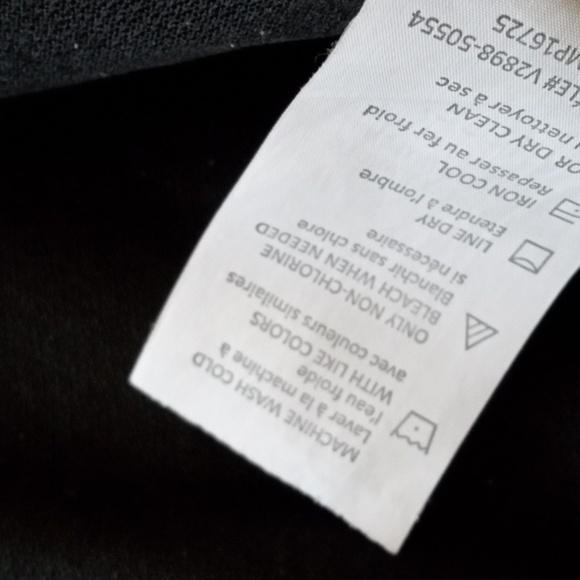 MACHINE WASH COLD
Laver à la machine à
l'eau froide
WITH LIKE COLORS
avec couleurs similaires
ONLY NON-CHLORINE
BLEACH WHEN NEEDED
Bianchir sans chlore
si nécessaire
LINE DRY
Étendre à l'ombre
IRON COOL
Repasser au fer froid
OR DRY CLEAN
nettoyer à sec
V2898-50554
MP16725